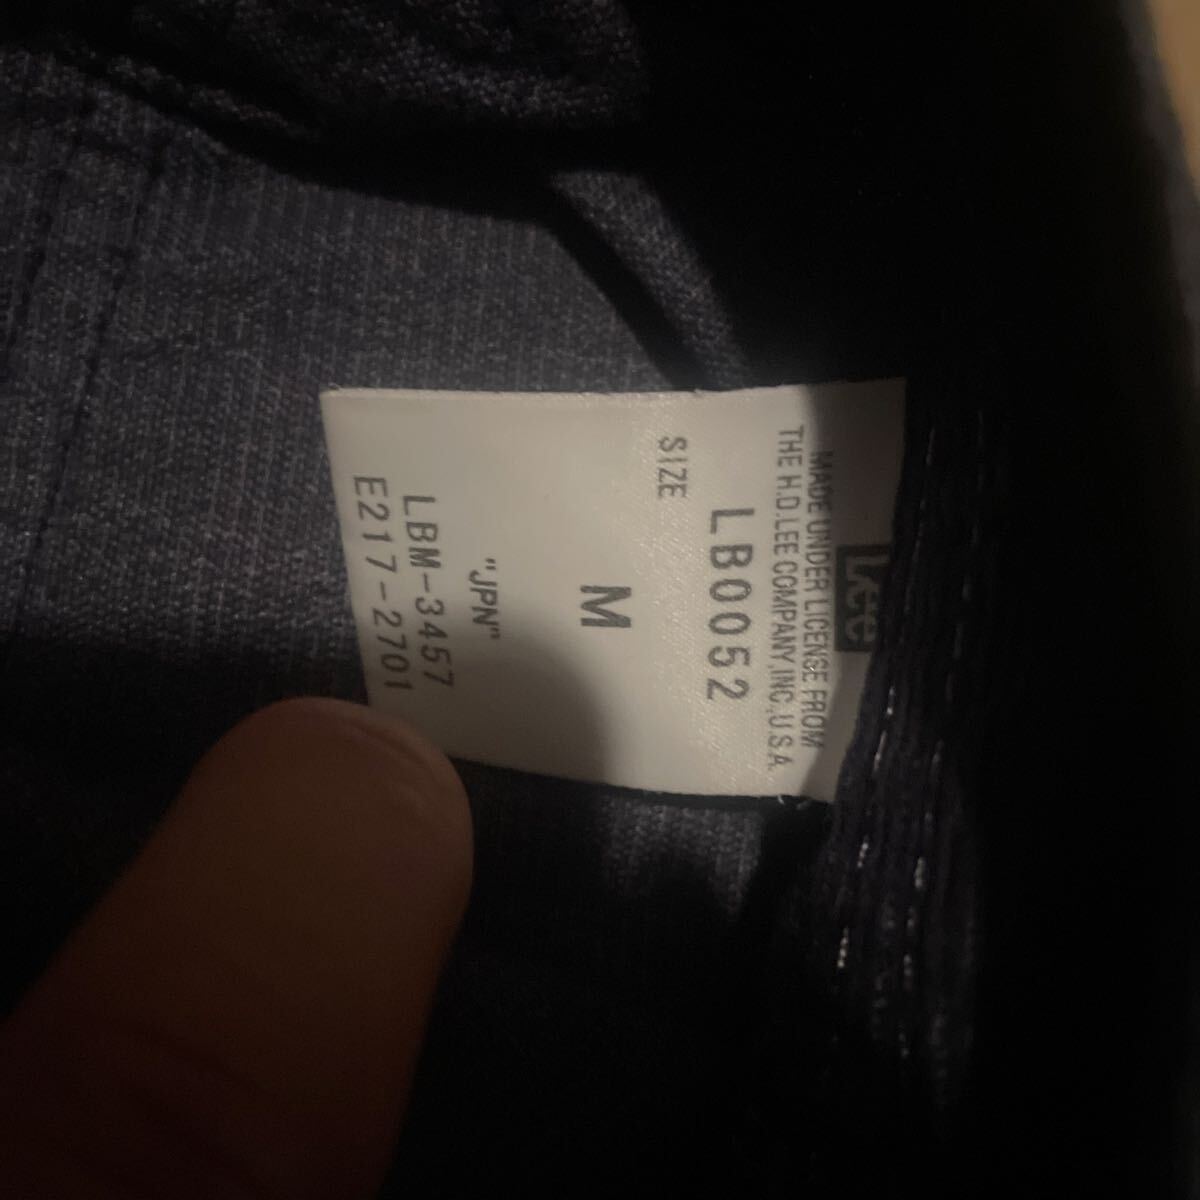 Lee
MADE UNDER LICENSE FROM
THE H.D.LEE COMPANY,INC.,U.S.A.
LB0052
SIZE
M
"JPN"
LBM-3457
E217-2701